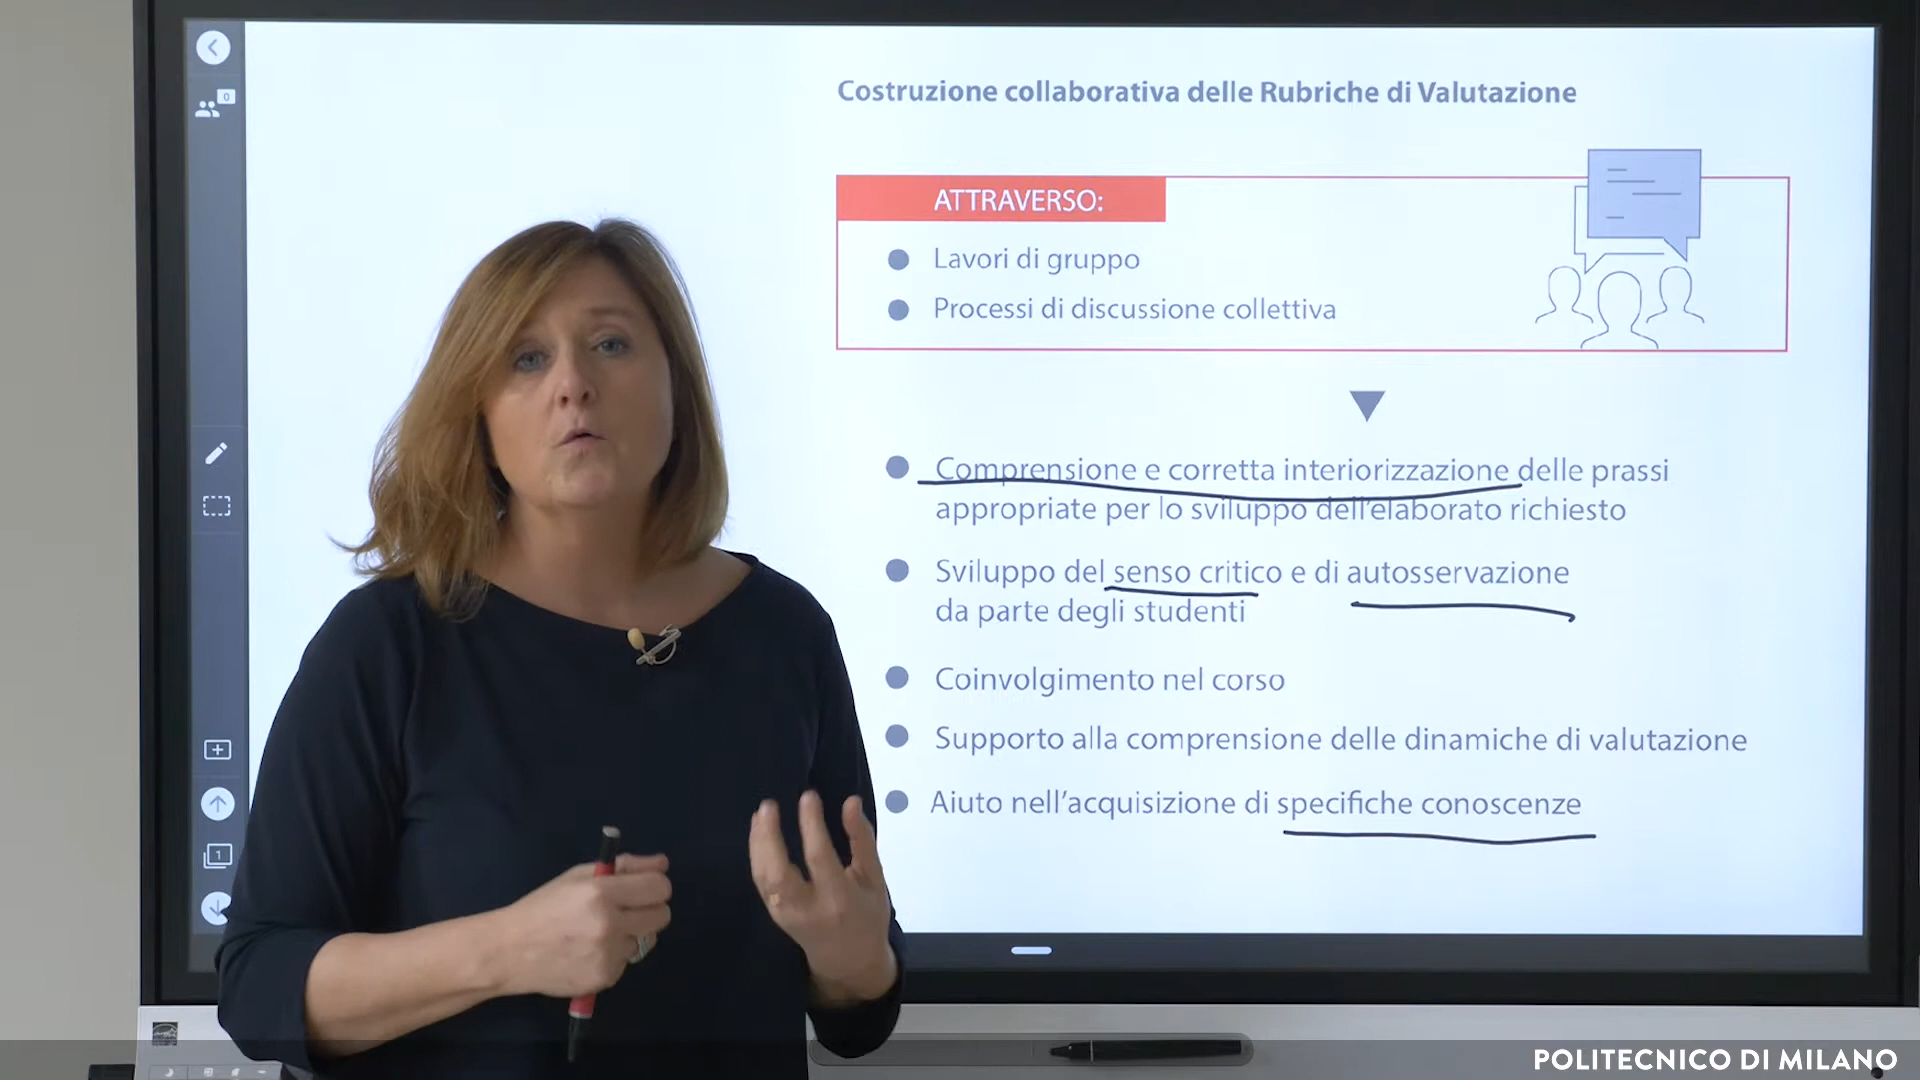 0
Costruzione collaborativa delle Rubriche di Valutazione
ATTRAVERSO:
Lavori di gruppo
Processi di discussione collettiva
Comprensione e corretta interiorizzazione delle prassi
appropriate per lo sviluppo dell'elaborato richiesto
Sviluppo del senso critico e di autosservazione
da parte degli studenti
Coinvolgimento nel corso
Supporto alla comprensione delle dinamiche di valutazione
Aiuto nell'acquisizione di specifiche conoscenze
1
POLITECNICO DI MILANO